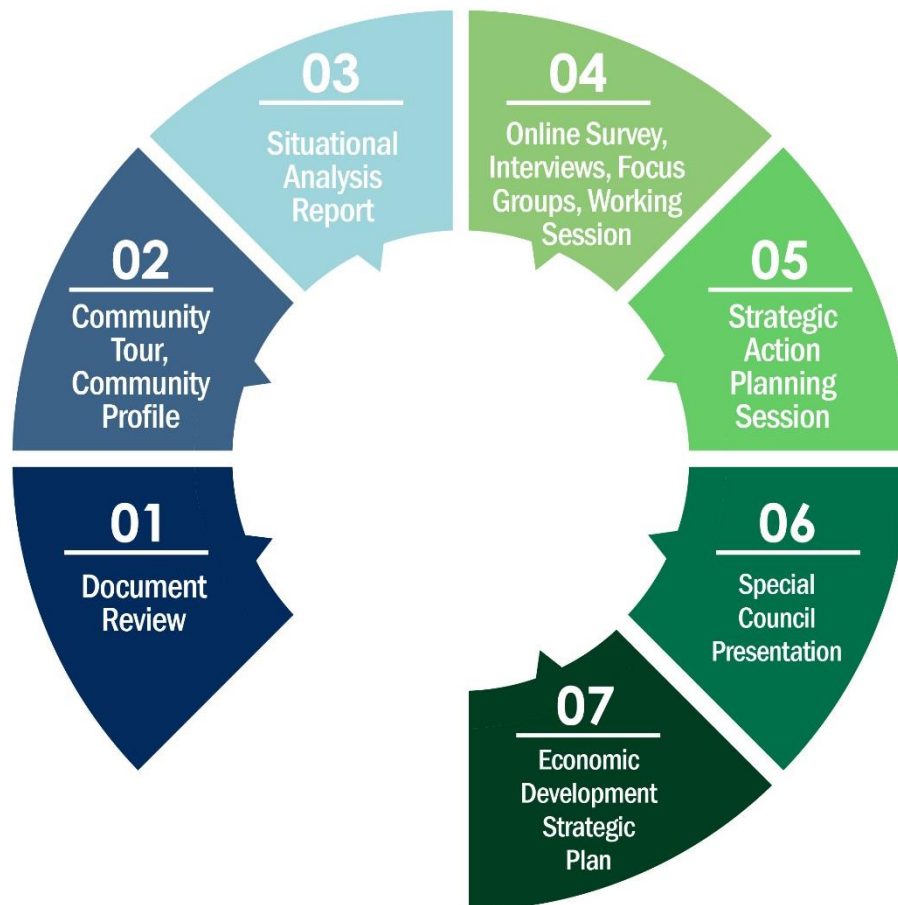 01
Document
Review
02
Community
Tour,
Community
Profile
03
Situational
Analysis
Report
04
Online Survey,
Interviews, Focus
Groups, Working
Session
05
Strategic
Action
Planning
Session
06
Special
Council
Presentation
07
Economic
Development
Strategic
Plan